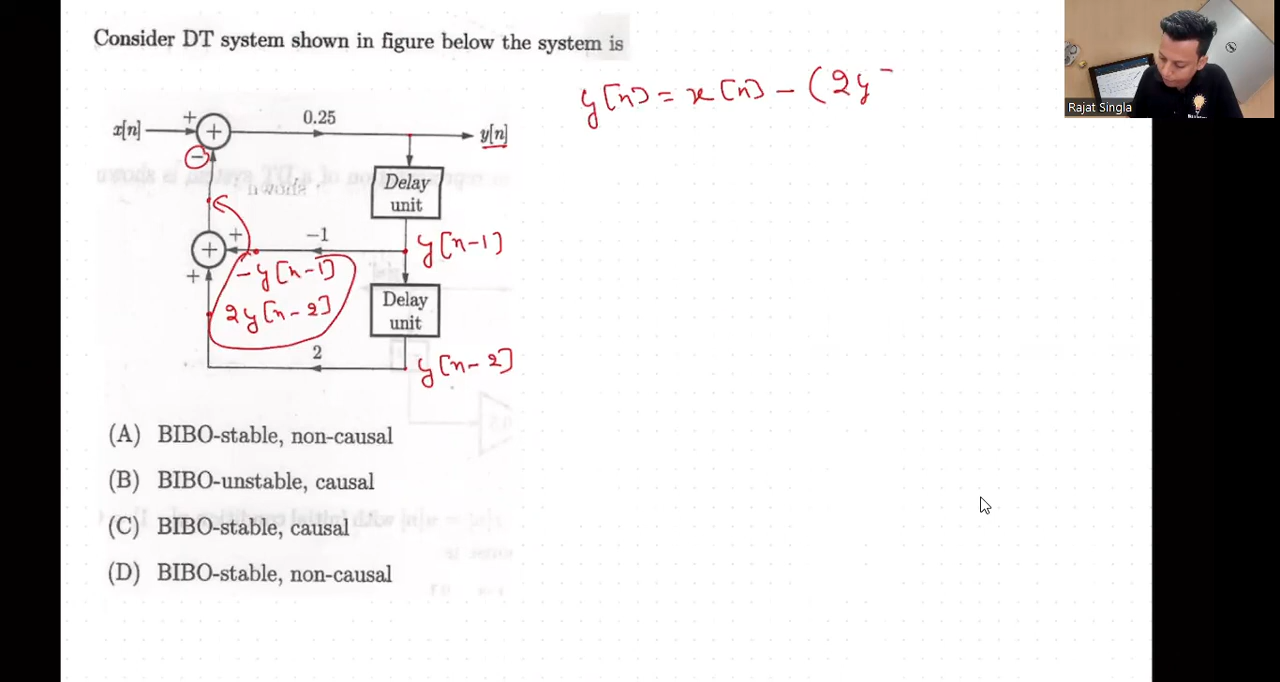 Consider DT system shown in figure below the system is
y[n] = x[n] - (2y
0.25
x[n]
+
+
y[n]
−
Delay
unit
−1
+
+
y[n-1]
+
-y[n-1]
2y[n-2]
Delay
unit
2
y[n-2]
(A) BIBO-stable, non-causal
(B) BIBO-unstable, causal
(C) BIBO-stable, causal
(D) BIBO-stable, non-causal
Rajat Singla